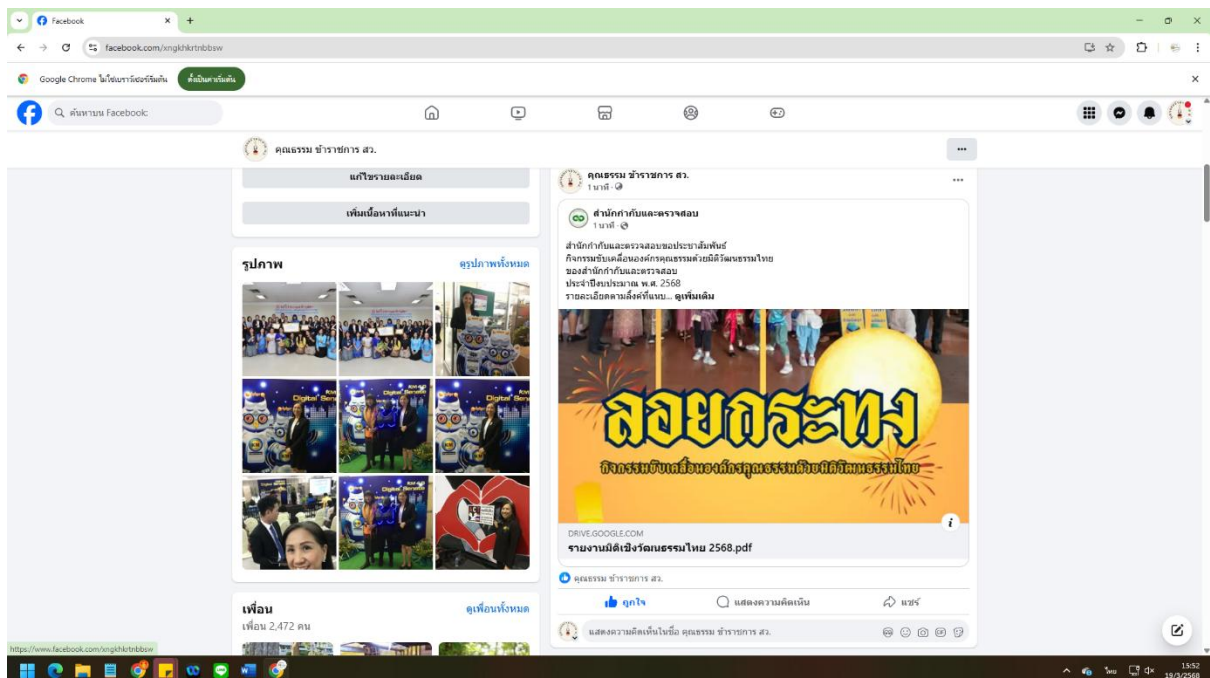 Facebook
facebook.com/xngkhkrtnbbsw
Google Chrome ไม่ใช่เบราว์เซอร์เริ่มต้น
ตั้งเป็นค่าเริ่มต้น
ค้นหาบน Facebook
คุณธรรม ข้าราชการ สว.
แก้ไขรายละเอียด
เพิ่มเนื้อหาที่แนะนำ
รูปภาพ
ดูรูปภาพทั้งหมด
Digital Senate
เพื่อน
ดูเพื่อนทั้งหมด
เพื่อน 2,472 คน
คุณธรรม ข้าราชการ สว.
1 นาที
สำนักกำกับและตรวจสอบ
1 นาที
สำนักกำกับและตรวจสอบขอประชาสัมพันธ์
กิจกรรมขับเคลื่อนองค์กรคุณธรรมด้วยมิติวัฒนธรรมไทย
ของสำนักกำกับและตรวจสอบ
ประจำปีงบประมาณ พ.ศ. 2568
รายละเอียดตามลิ้งค์ที่แนบ... ดูเพิ่มเติม
ลอยกระทง
กิจกรรมขับเคลื่อนองค์กรคุณธรรมด้วยมิติวัฒนธรรมไทย
DRIVE.GOOGLE.COM
รายงานมิติเชิงวัฒนธรรมไทย 2568.pdf
คุณธรรม ข้าราชการ สว.
ถูกใจ
แสดงความคิดเห็น
แชร์
แสดงความคิดเห็นในชื่อ คุณธรรม ข้าราชการ สว.
https://www.facebook.com/xngkhkrtnbbsw
ไทย
15:52
19/3/2568